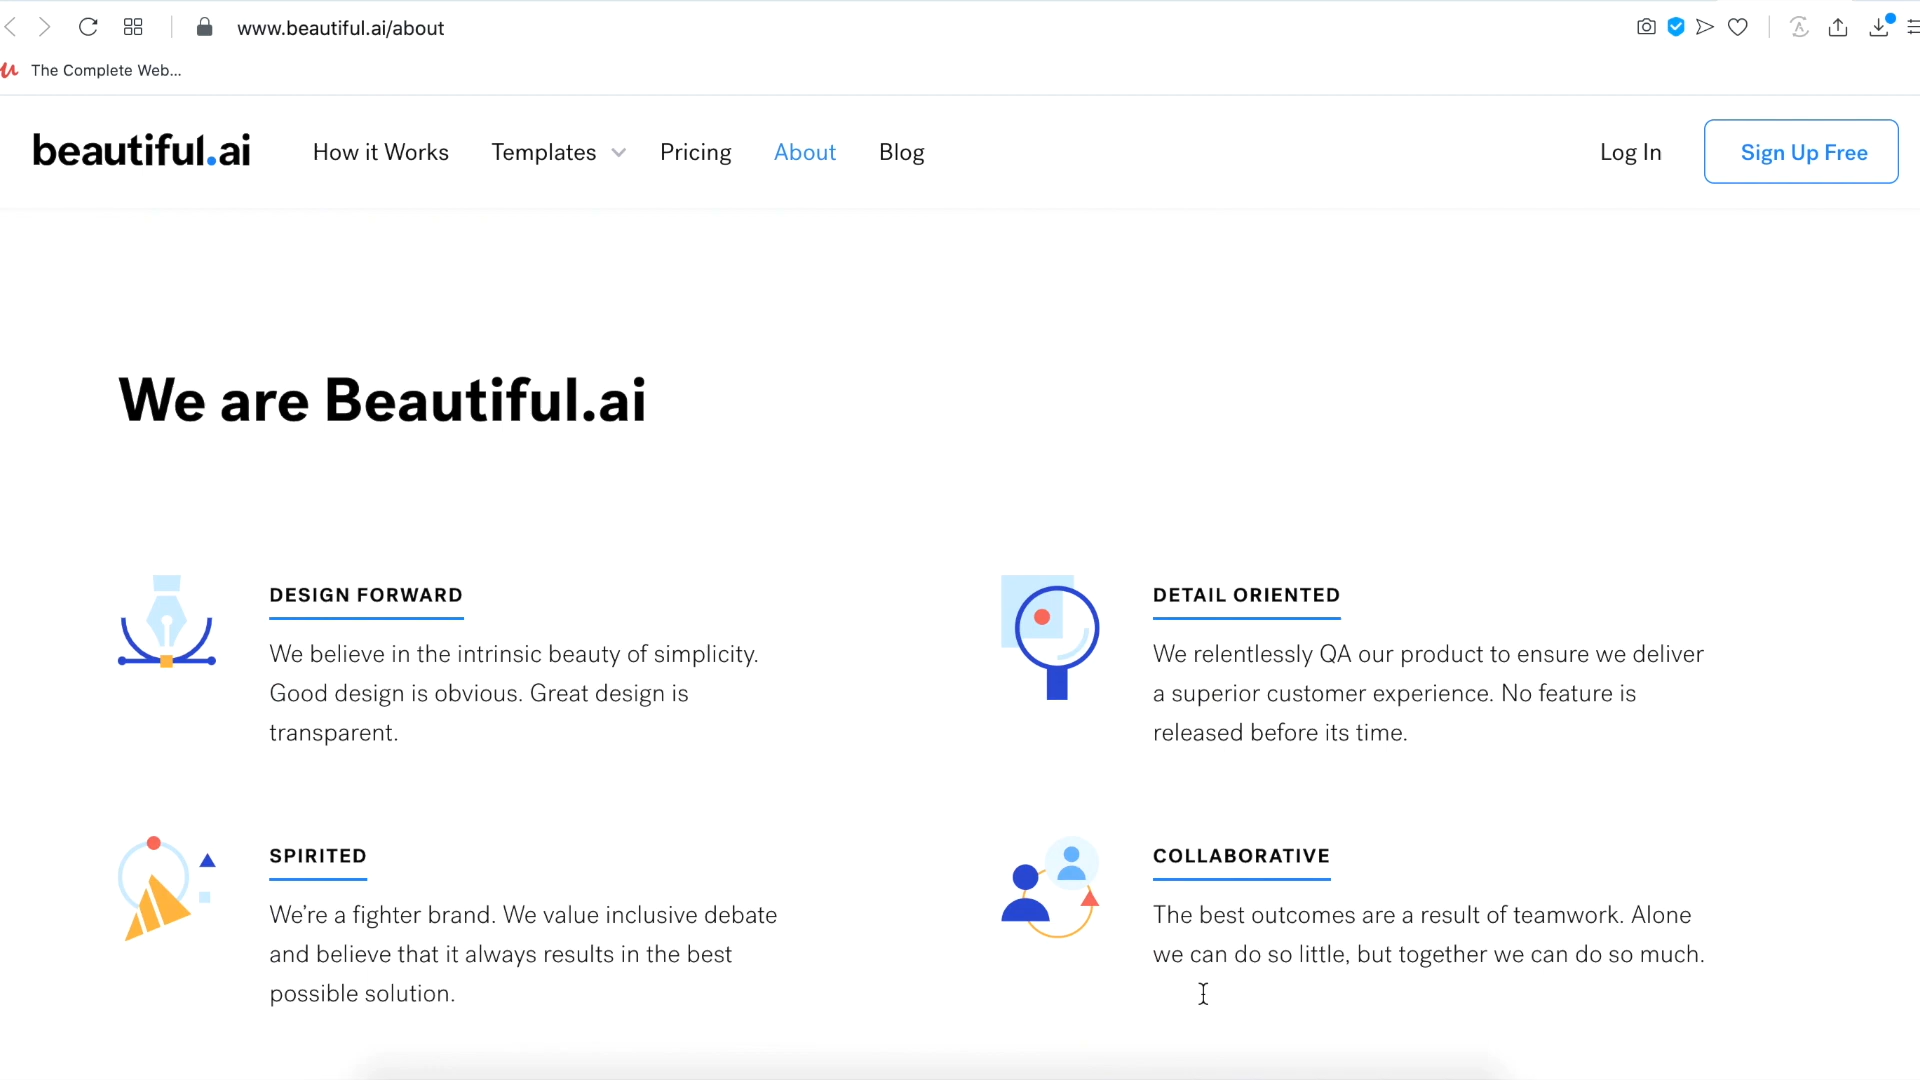 www.beautiful.ai/about
The Complete Web...
beautiful.ai How it Works Templates Pricing About Blog Log In Sign Up Free
We are Beautiful.ai
DESIGN FORWARD
We believe in the intrinsic beauty of simplicity.
Good design is obvious. Great design is
transparent.
DETAIL ORIENTED
We relentlessly QA our product to ensure we deliver
a superior customer experience. No feature is
released before its time.
SPIRITED
We’re a fighter brand. We value inclusive debate
and believe that it always results in the best
possible solution.
COLLABORATIVE
The best outcomes are a result of teamwork. Alone
we can do so little, but together we can do so much.